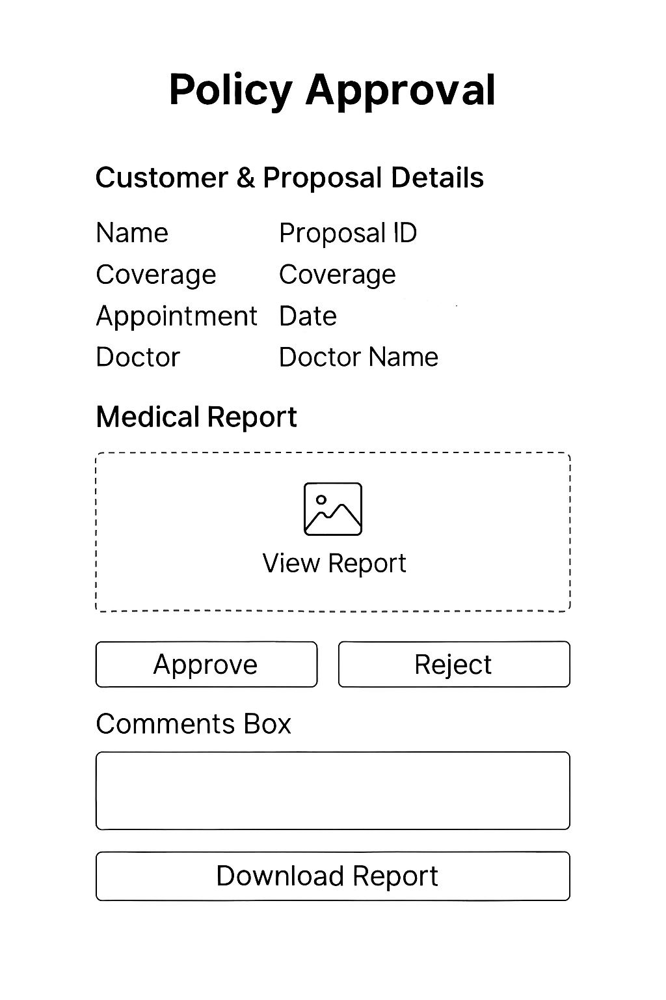 Policy Approval
Customer & Proposal Details
Name Proposal ID
Coverage Coverage
Appointment Date
Doctor Doctor Name
Medical Report
View Report
Approve Reject
Comments Box
Download Report